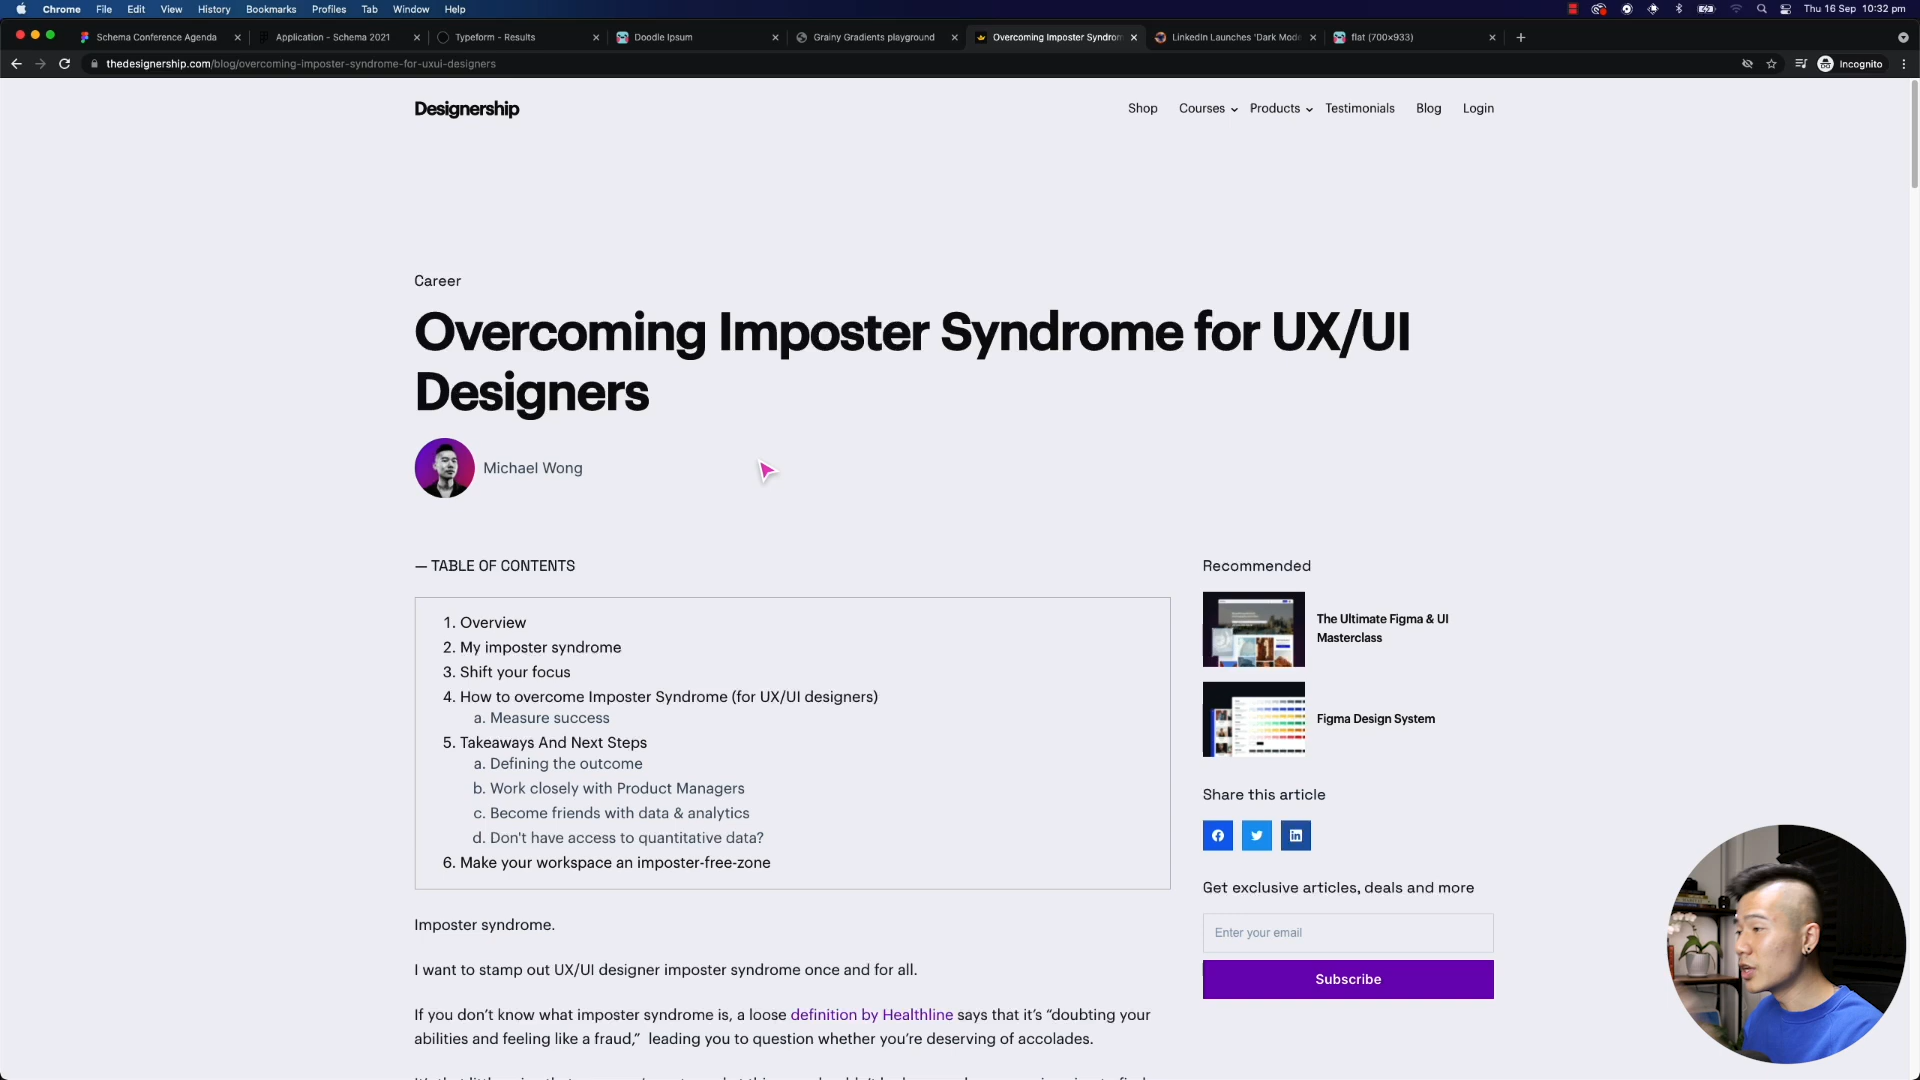 Chrome File Edit View History Bookmarks Profiles Tab Window Help Thu 16 Sep 10:32 pm
Schema Conference Agenda Application - Schema 2021 Typeform - Results Doodle Ipsum Grainy Gradients playground Overcoming Imposter Syndrom LinkedIn Launches 'Dark Mode flat (700×933)
thedesignership.com/blog/overcoming-imposter-syndrome-for-uxui-designers Incognito
Designership
Shop Courses Products Testimonials Blog Login
Career
Overcoming Imposter Syndrome for UX/UI
Designers
Michael Wong
— TABLE OF CONTENTS
1. Overview
2. My imposter syndrome
3. Shift your focus
4. How to overcome Imposter Syndrome (for UX/UI designers)
a. Measure success
5. Takeaways And Next Steps
a. Defining the outcome
b. Work closely with Product Managers
c. Become friends with data & analytics
d. Don't have access to quantitative data?
6. Make your workspace an imposter-free-zone
Imposter syndrome.
I want to stamp out UX/UI designer imposter syndrome once and for all.
If you don't know what imposter syndrome is, a loose definition by Healthline says that it's “doubting your
abilities and feeling like a fraud,” leading you to question whether you're deserving of accolades.
Recommended
The Ultimate Figma & UI
Masterclass
Figma Design System
Share this article
Get exclusive articles, deals and more
Enter your email
Subscribe